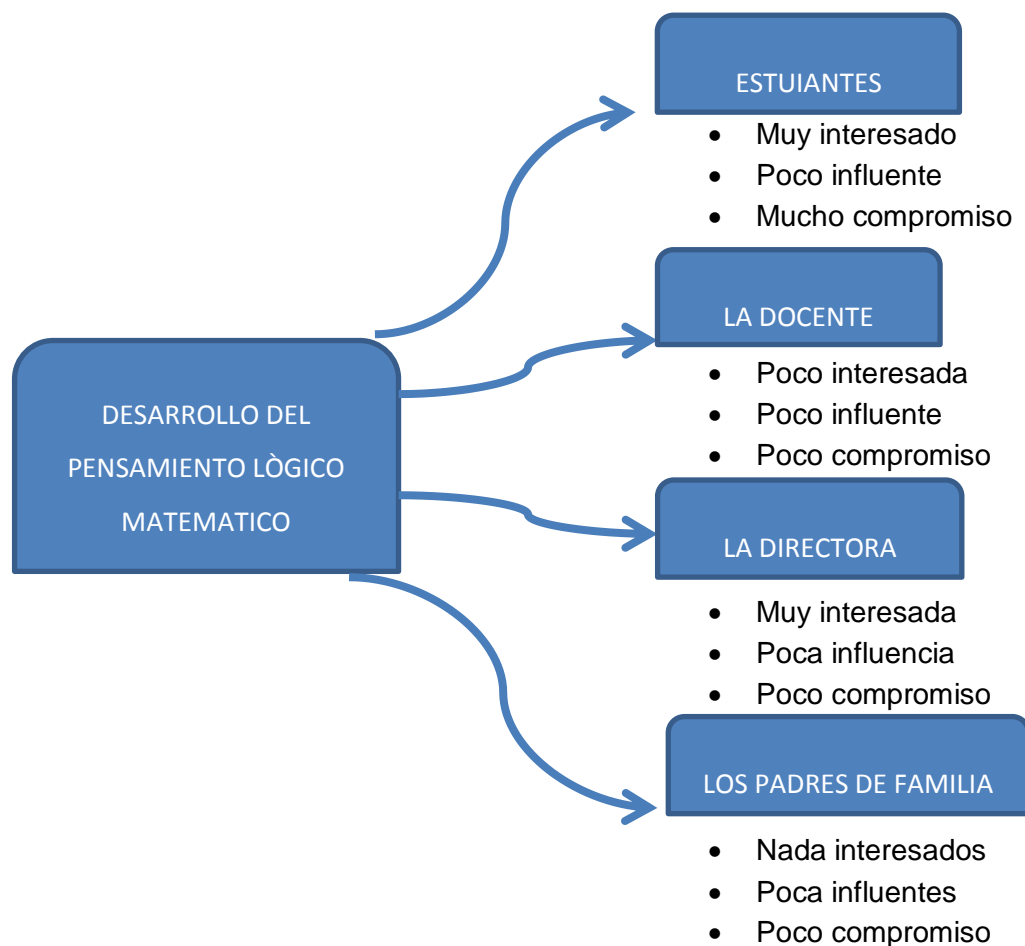 ESTUIANTES
• Muy interesado
• Poco influente
• Mucho compromiso
LA DOCENTE
• Poco interesada
• Poco influente
• Poco compromiso
DESARROLLO DEL
PENSAMIENTO LÒGICO
MATEMATICO
LA DIRECTORA
• Muy interesada
• Poca influencia
• Poco compromiso
LOS PADRES DE FAMILIA
• Nada interesados
• Poca influentes
• Poco compromiso